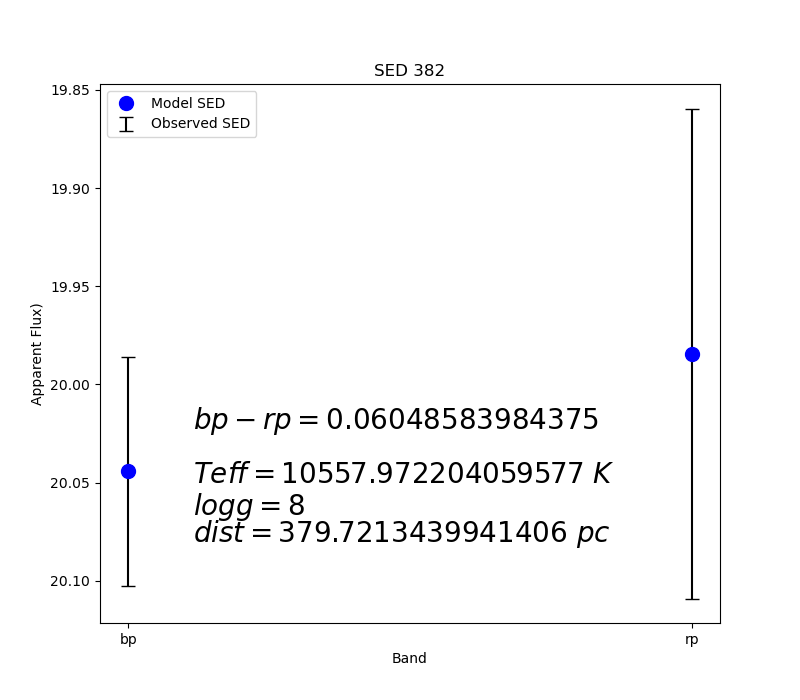 SED 382
Model SED
Observed SED
19.85
19.90
19.95
20.00
20.05
20.10
Apparent Flux)
bp − rp = 0.06048583984375
Teff = 10557.972204059577 K
logg = 8
dist = 379.7213439941406 pc
bp
rp
Band